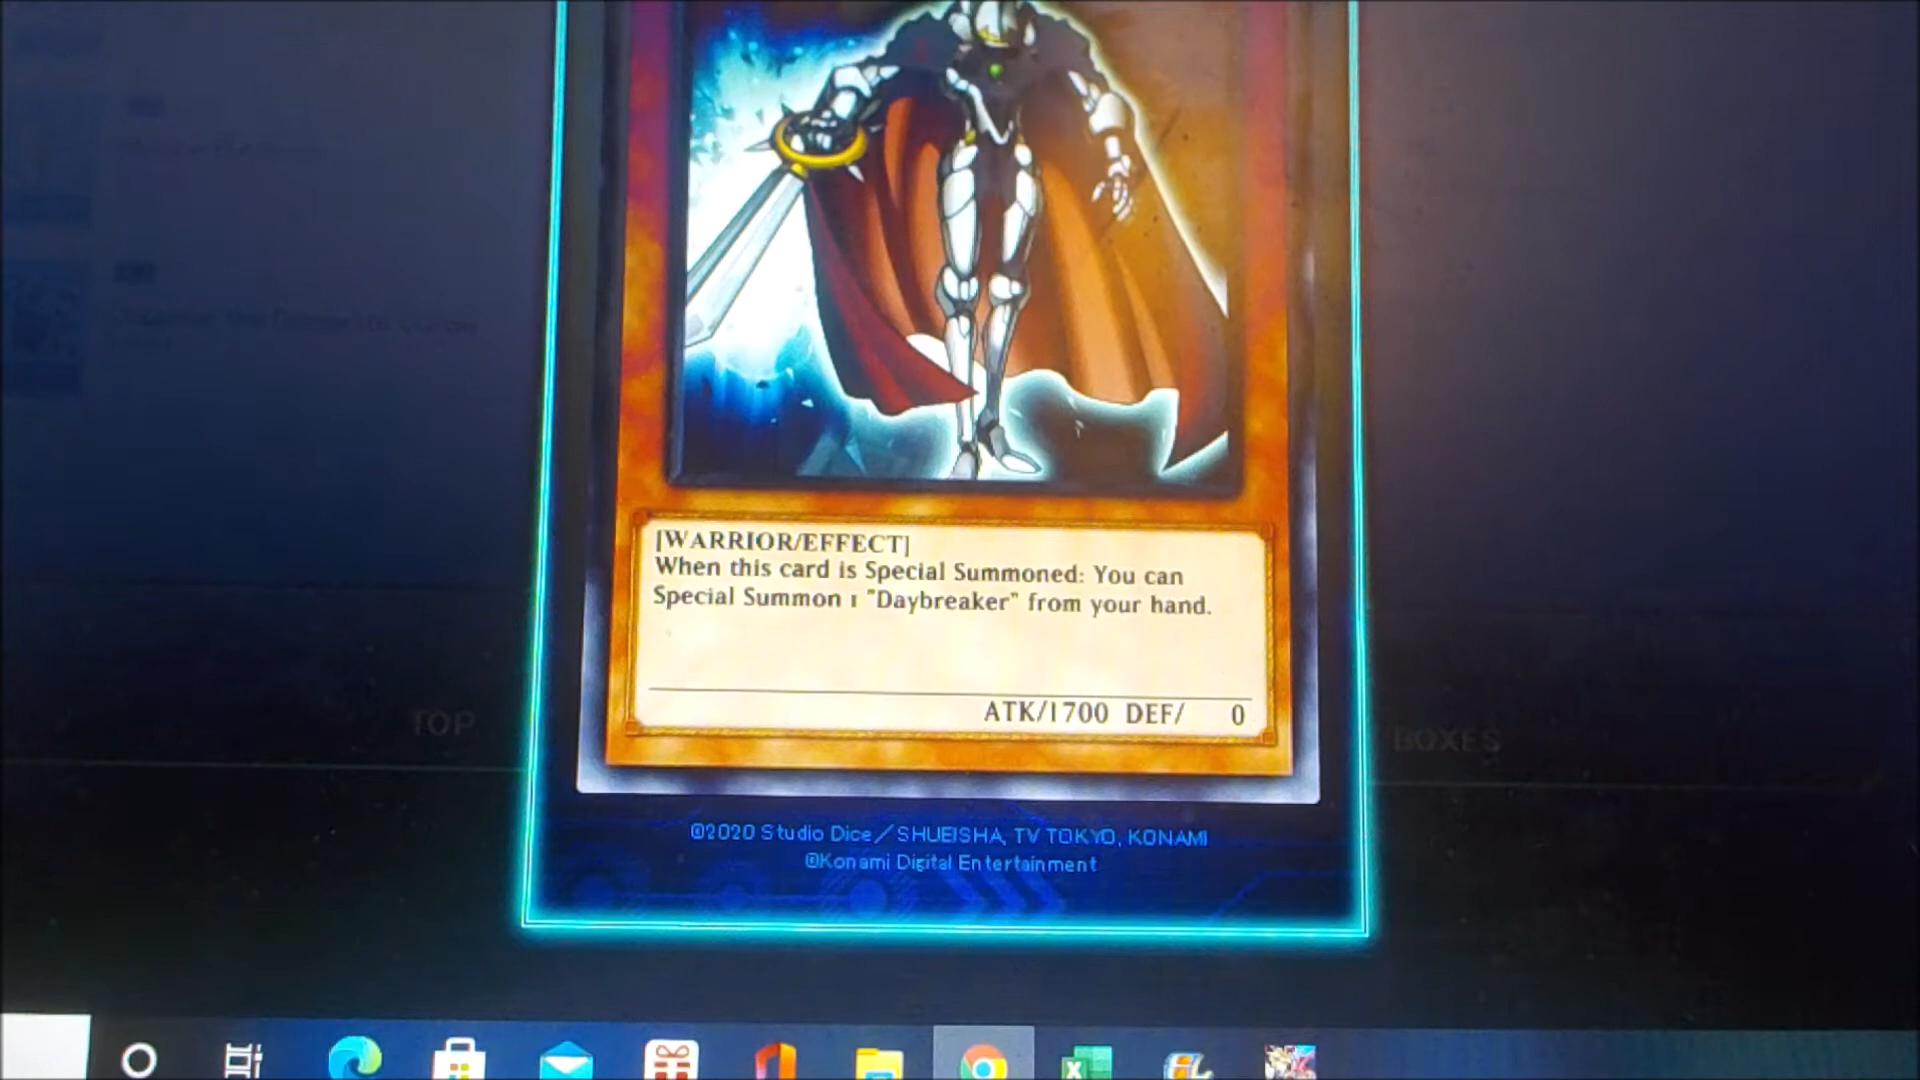 [WARRIOR/EFFECT]
When this card is Special Summoned: You can
Special Summon 1 "Daybreaker" from your hand.
ATK/1700 DEF/ 0
TOP
BOXES
©2020 Studio Dice/SHUEISHA, TV TOKYO, KONAMI
©Konami Digital Entertainment